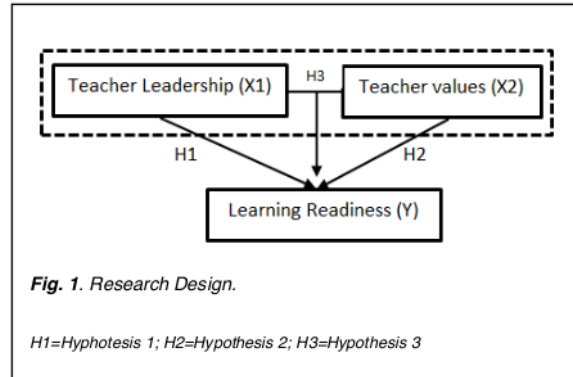 Teacher Leadership (X1)
H3
Teacher values (X2)
H1
H2
Learning Readiness (Y)
Fig. 1. Research Design.
H1=Hyphotesis 1; H2=Hypothesis 2; H3=Hypothesis 3